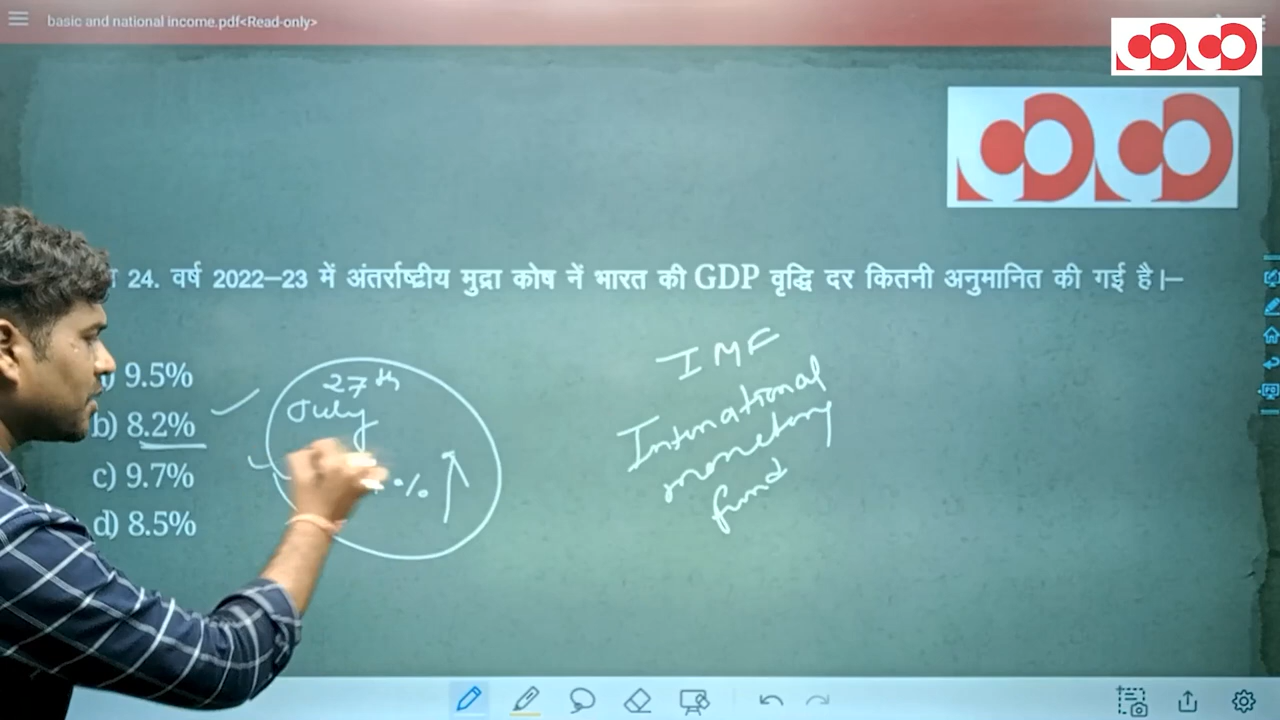 basic and national income.pdf<Read-only>
24. वर्ष 2022–23 में अंतर्राष्ट्रीय मुद्रा कोष नें भारत की GDP वृद्धि दर कितनी अनुमानित की गई है।–
9.5%
b) 8.2%
c) 9.7%
d) 8.5%
27th
July
%
IMF
monetary
fund